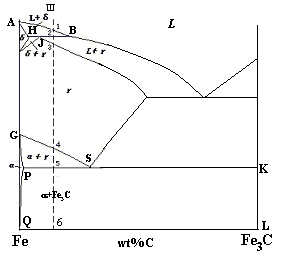 III
L+δ
A
1
L
H
2
B
δ
J
3
δ+r
L+r
r
G
4
α+r
S
α
5
P
K
α+Fe3C
Q
6
L
Fe
wt%C
Fe3C